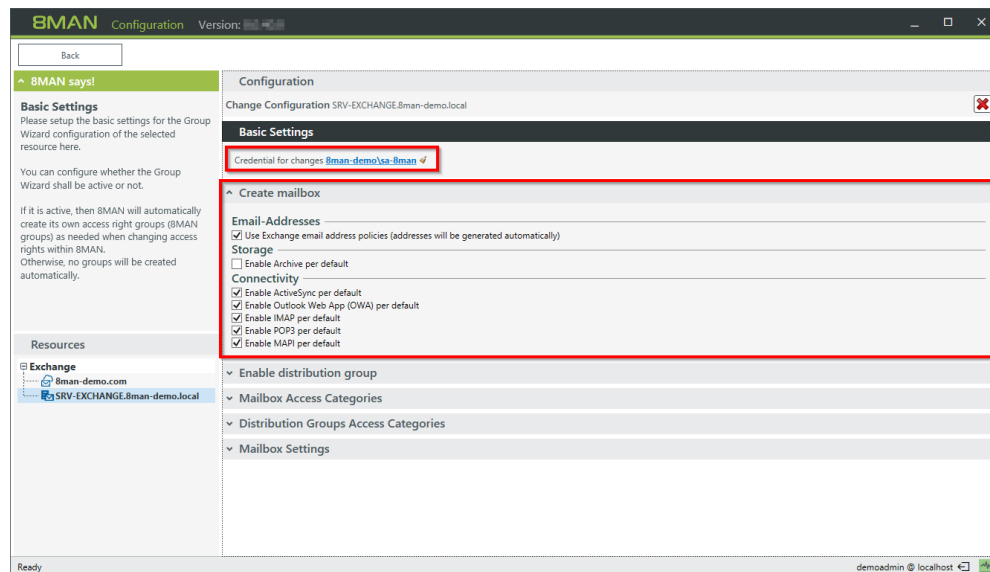 8MAN Configuration Version:
Back
8MAN says!
Basic Settings
Please setup the basic settings for the Group
Wizard configuration of the selected
resource here.
You can configure whether the Group
Wizard shall be active or not.
If it is active, then 8MAN will automatically
create its own access right groups (8MAN
groups) as needed when changing access
rights within 8MAN.
Otherwise, no groups will be created
automatically.
Resources
Exchange
8man-demo.com
SRV-EXCHANGE.8man-demo.local
Configuration
Change Configuration SRV-EXCHANGE.8man-demo.local
Basic Settings
Credential for changes 8man-demo\sa-8man
Create mailbox
Email-Addresses
Use Exchange email address policies (addresses will be generated automatically)
Storage
Enable Archive per default
Connectivity
Enable ActiveSync per default
Enable Outlook Web App (OWA) per default
Enable IMAP per default
Enable POP3 per default
Enable MAPI per default
Enable distribution group
Mailbox Access Categories
Distribution Groups Access Categories
Mailbox Settings
Ready
demoadmin @ localhost